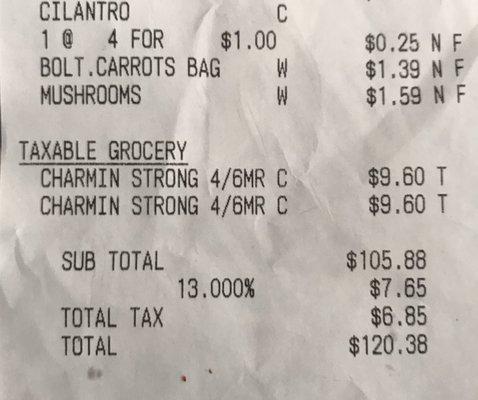 CILANTRO C
1 @ 4 FOR $1.00 $0.25 N F
BOLT.CARROTS BAG W $1.39 N F
MUSHROOMS W $1.59 N F
TAXABLE GROCERY
CHARMIN STRONG 4/6MR C $9.60 T
CHARMIN STRONG 4/6MR C $9.60 T
SUB TOTAL $105.88
13.000% $7.65
TOTAL TAX $6.85
TOTAL $120.38